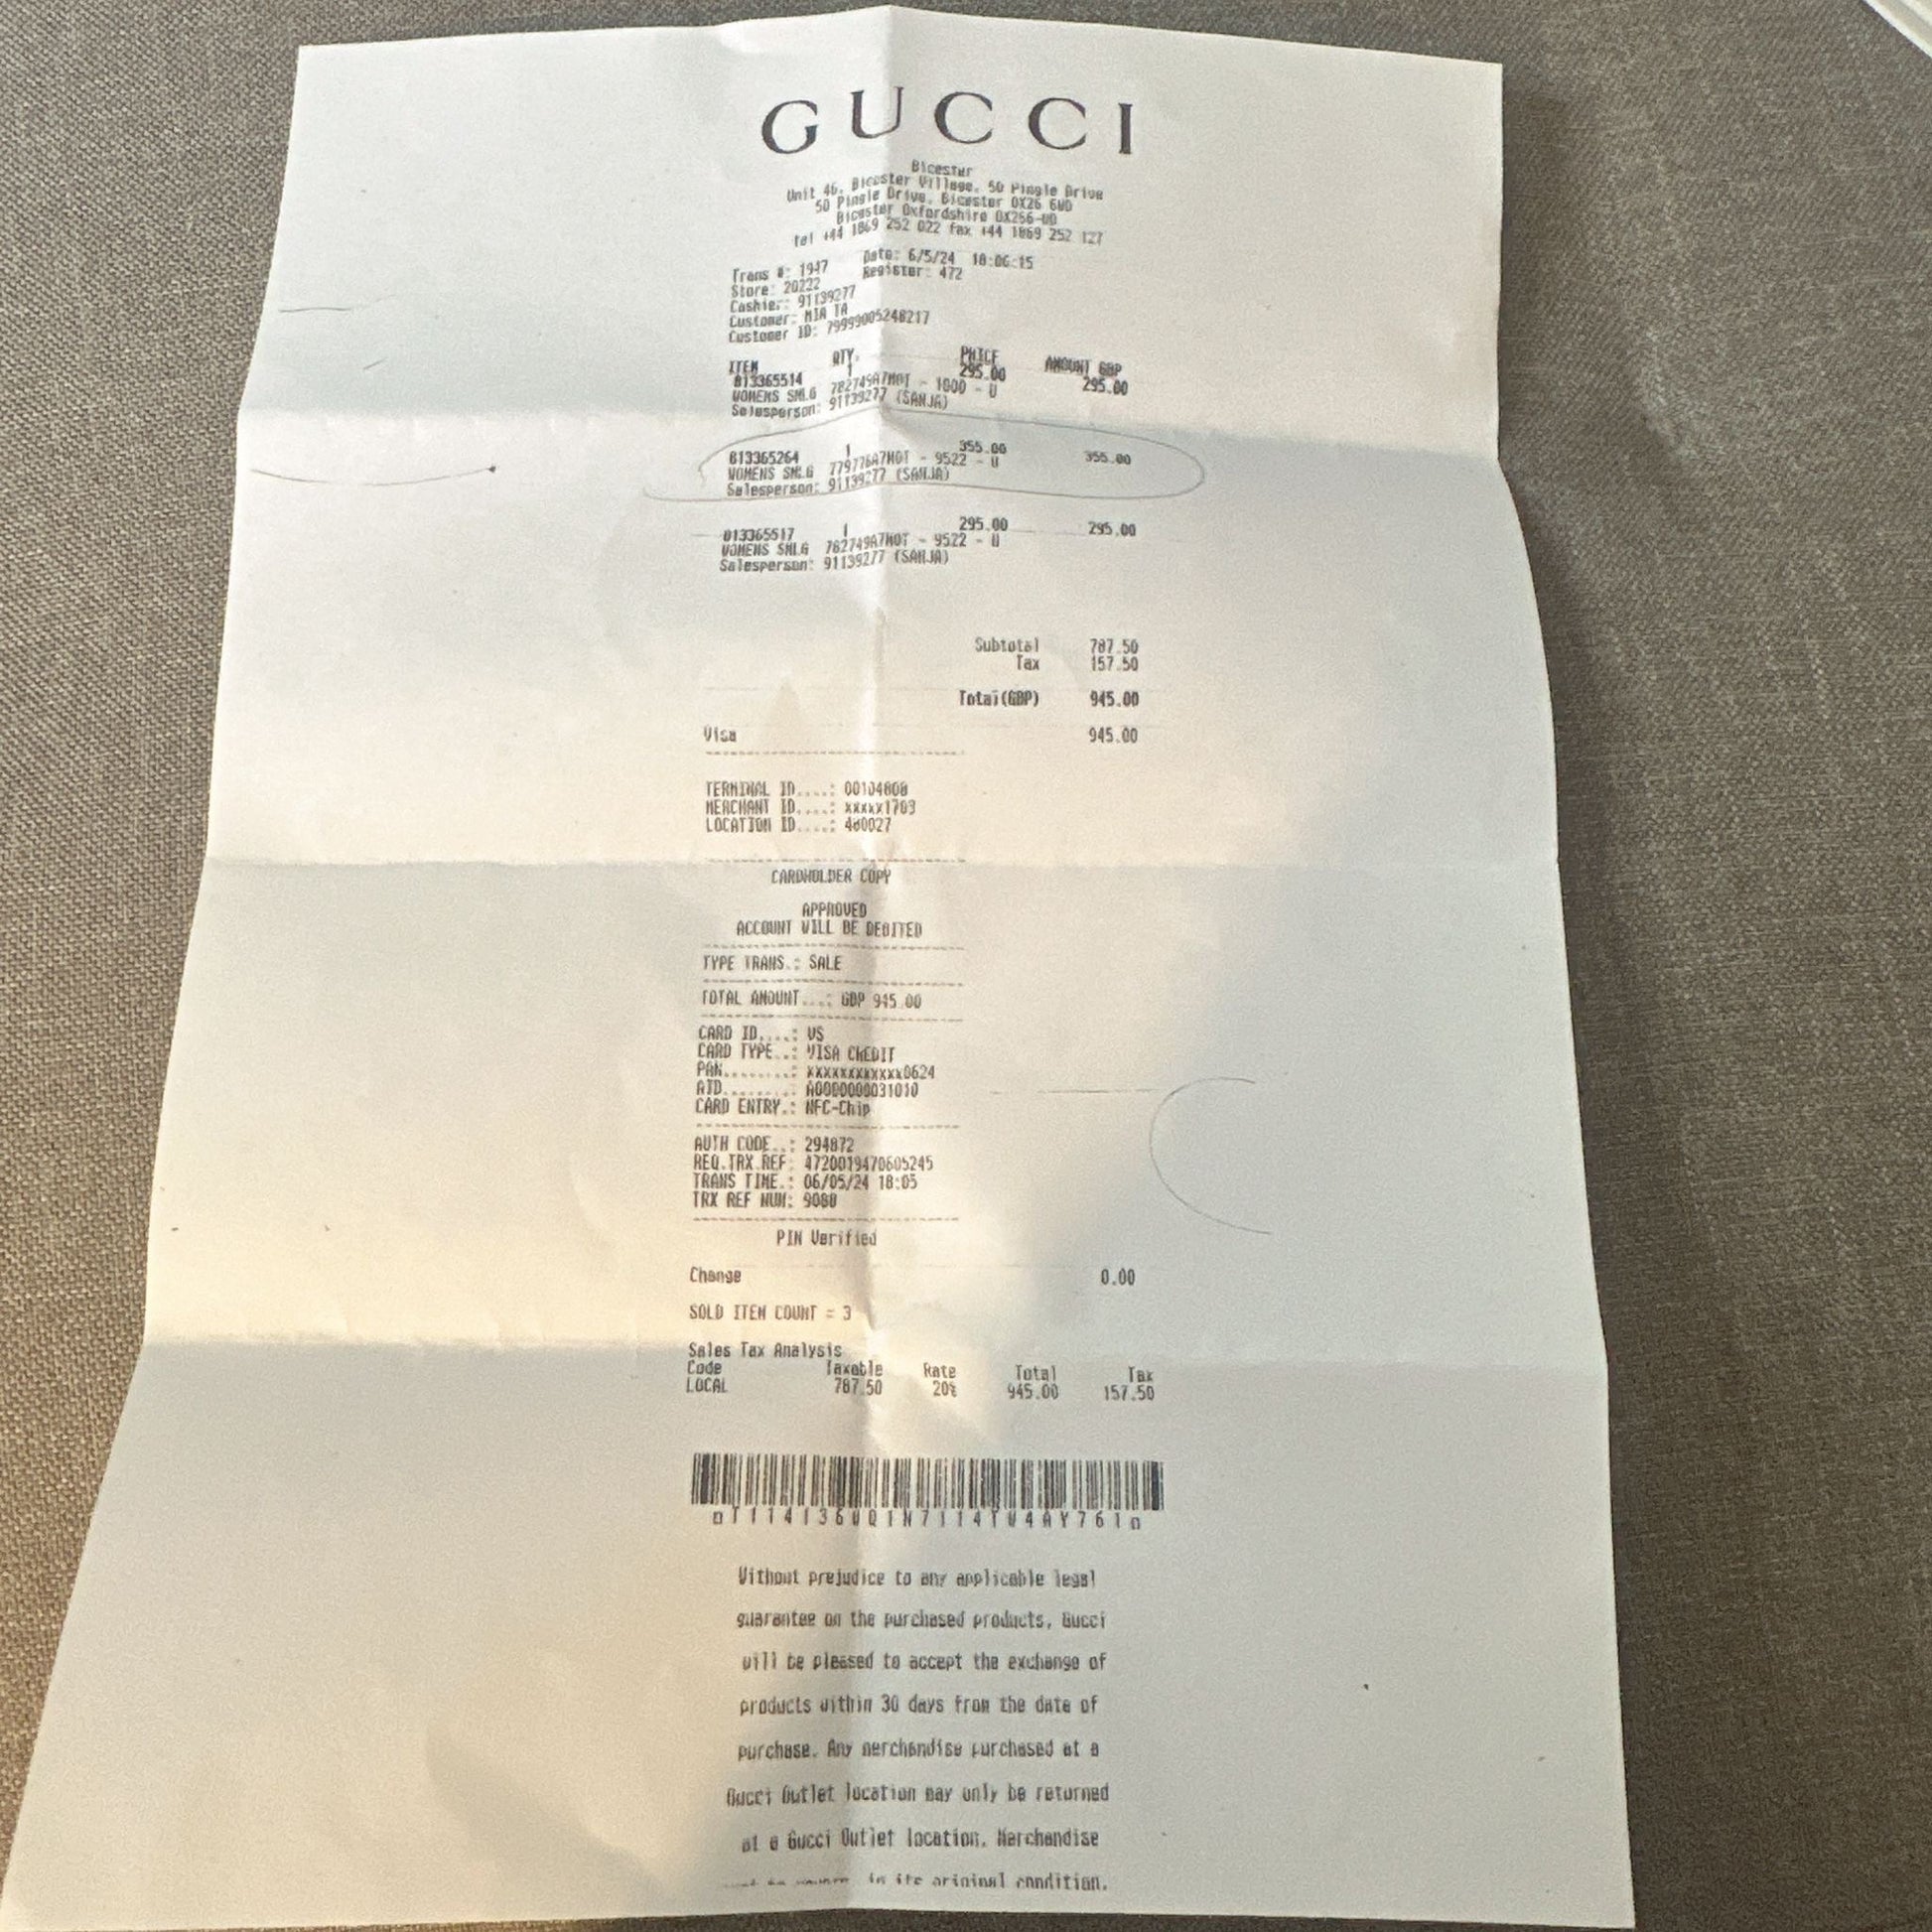 GUCCI
Bicester
Unit 46, Bicester Village, 50 Pingle Drive
50 Pingle Drive, Bicester OX26 6WD
Bicester Oxfordshire OX266-WD
tel +44 1869 252 022 fax +44 1869 252 127
Trans #: 1947 Date: 6/5/24 18:06:15
Store: 20222 Register: 472
Cashier: 91139277
Customer: MIA TA
Customer ID: 79999005248217
ITEM QTY. PRICE AMOUNT GBP
813365514 1 295.00 295.00
WOMENS SMLG 782749A7M0T - 1000 - U
Salesperson: 91139277 (SANJA)
813365264 1 355.00 355.00
WOMENS SMLG 779776A7M0T - 9522 - U
Salesperson: 91139277 (SANJA)
813365517 1 295.00 295.00
WOMENS SMLG 782749A7M0T - 9522 - U
Salesperson: 91139277 (SANJA)
Subtotal 787.50
Tax 157.50
Total(GBP) 945.00
Visa 945.00
TERMINAL ID....: 00104808
MERCHANT ID....: xxxxx1703
LOCATION ID....: 480027
CARDHOLDER COPY
APPROVED
ACCOUNT WILL BE DEBITED
TYPE TRANS.: SALE
TOTAL AMOUNT...: GBP 945.00
CARD ID....: VS
CARD TYPE..: VISA CREDIT
PAN........: xxxxxxxxxxxx0624
AID........: A0000000031010
CARD ENTRY.: NFC-Chip
AUTH CODE..: 294872
REQ.TRX.REF: 4720019470605245
TRANS TIME.: 06/05/24 18:05
TRX REF NUM: 9080
PIN Verified
Change 0.00
SOLD ITEM COUNT = 3
Sales Tax Analysis
Code Taxable Rate Total Tax
LOCAL 787.50 20% 945.00 157.50
Without prejudice to any applicable legal
guarantee on the purchased products, Gucci
will be pleased to accept the exchange of
products within 30 days from the date of
purchase. Any merchandise purchased at a
Gucci Outlet location may only be returned
at a Gucci Outlet location. Merchandise
in its original condition.